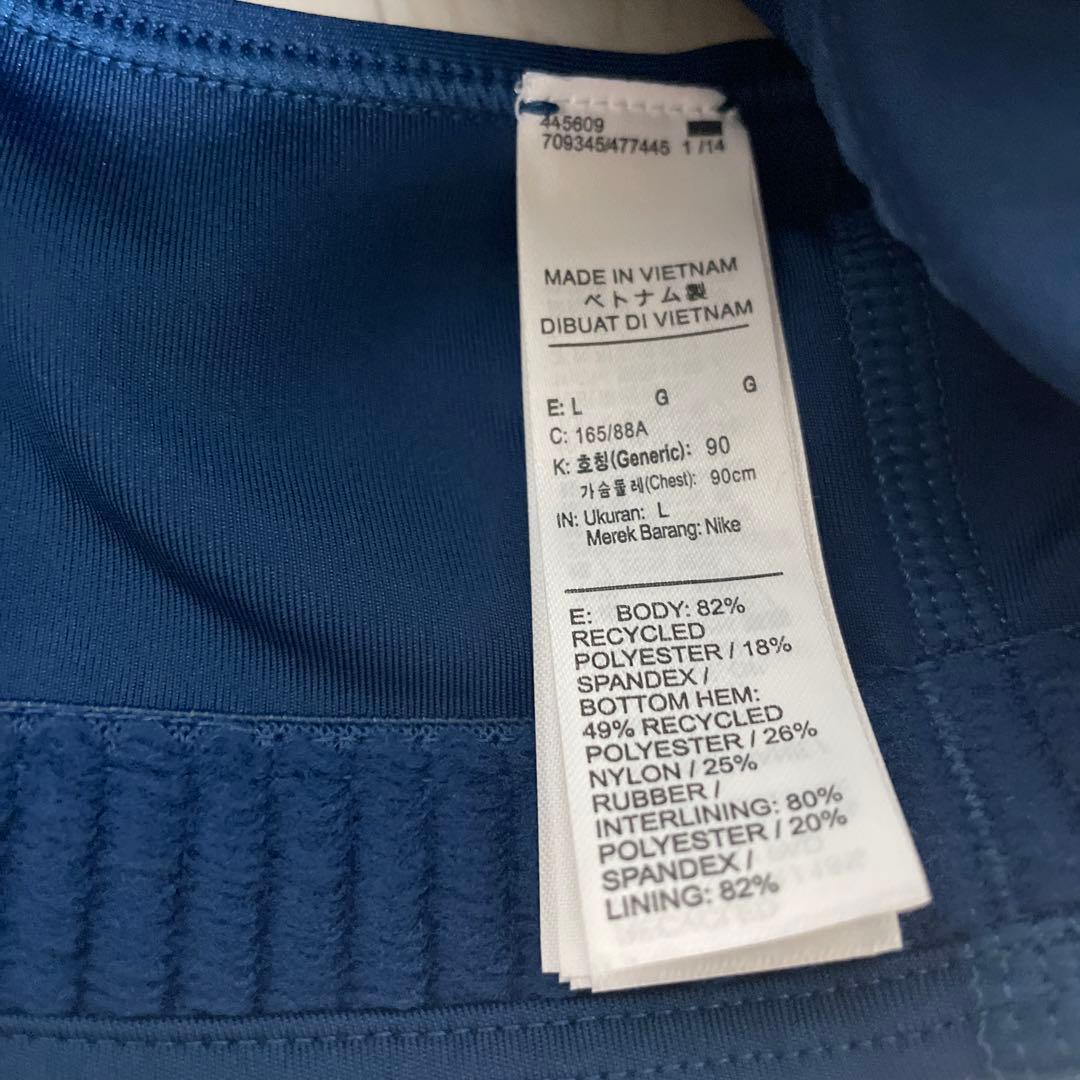 445609
709345/477445 1 /14
MADE IN VIETNAM
ベトナム製
DIBUAT DI VIETNAM
E: L G G
C: 165/88A
K: 호칭(Generic): 90
가슴둘레(Chest): 90cm
IN: Ukuran: L
Merek Barang: Nike
E: BODY: 82%
RECYCLED
POLYESTER / 18%
SPANDEX /
BOTTOM HEM:
49% RECYCLED
POLYESTER / 26%
NYLON / 25%
RUBBER /
INTERLINING: 80%
POLYESTER / 20%
SPANDEX /
LINING: 82%